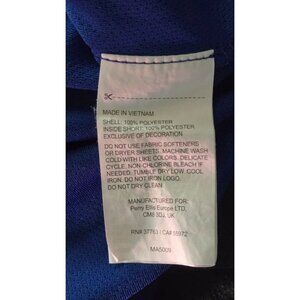 MADE IN VIETNAM
SHELL: 100% POLYESTER
INSIDE SHORT: 100% POLYESTER
EXCLUSIVE OF DECORATION
DO NOT USE FABRIC SOFTENERS
OR DRYER SHEETS. MACHINE WASH
COLD WITH LIKE COLORS. DELICATE
CYCLE. NON-CHLORINE BLEACH IF
NEEDED. TUMBLE DRY LOW. COOL
IRON. DO NOT IRON LOGO.
DO NOT DRY CLEAN
MANUFACTURED FOR:
Perry Ellis Europe LTD,
CM8 3DJ, UK
RN# 37763 / CA# 55972
MA5009